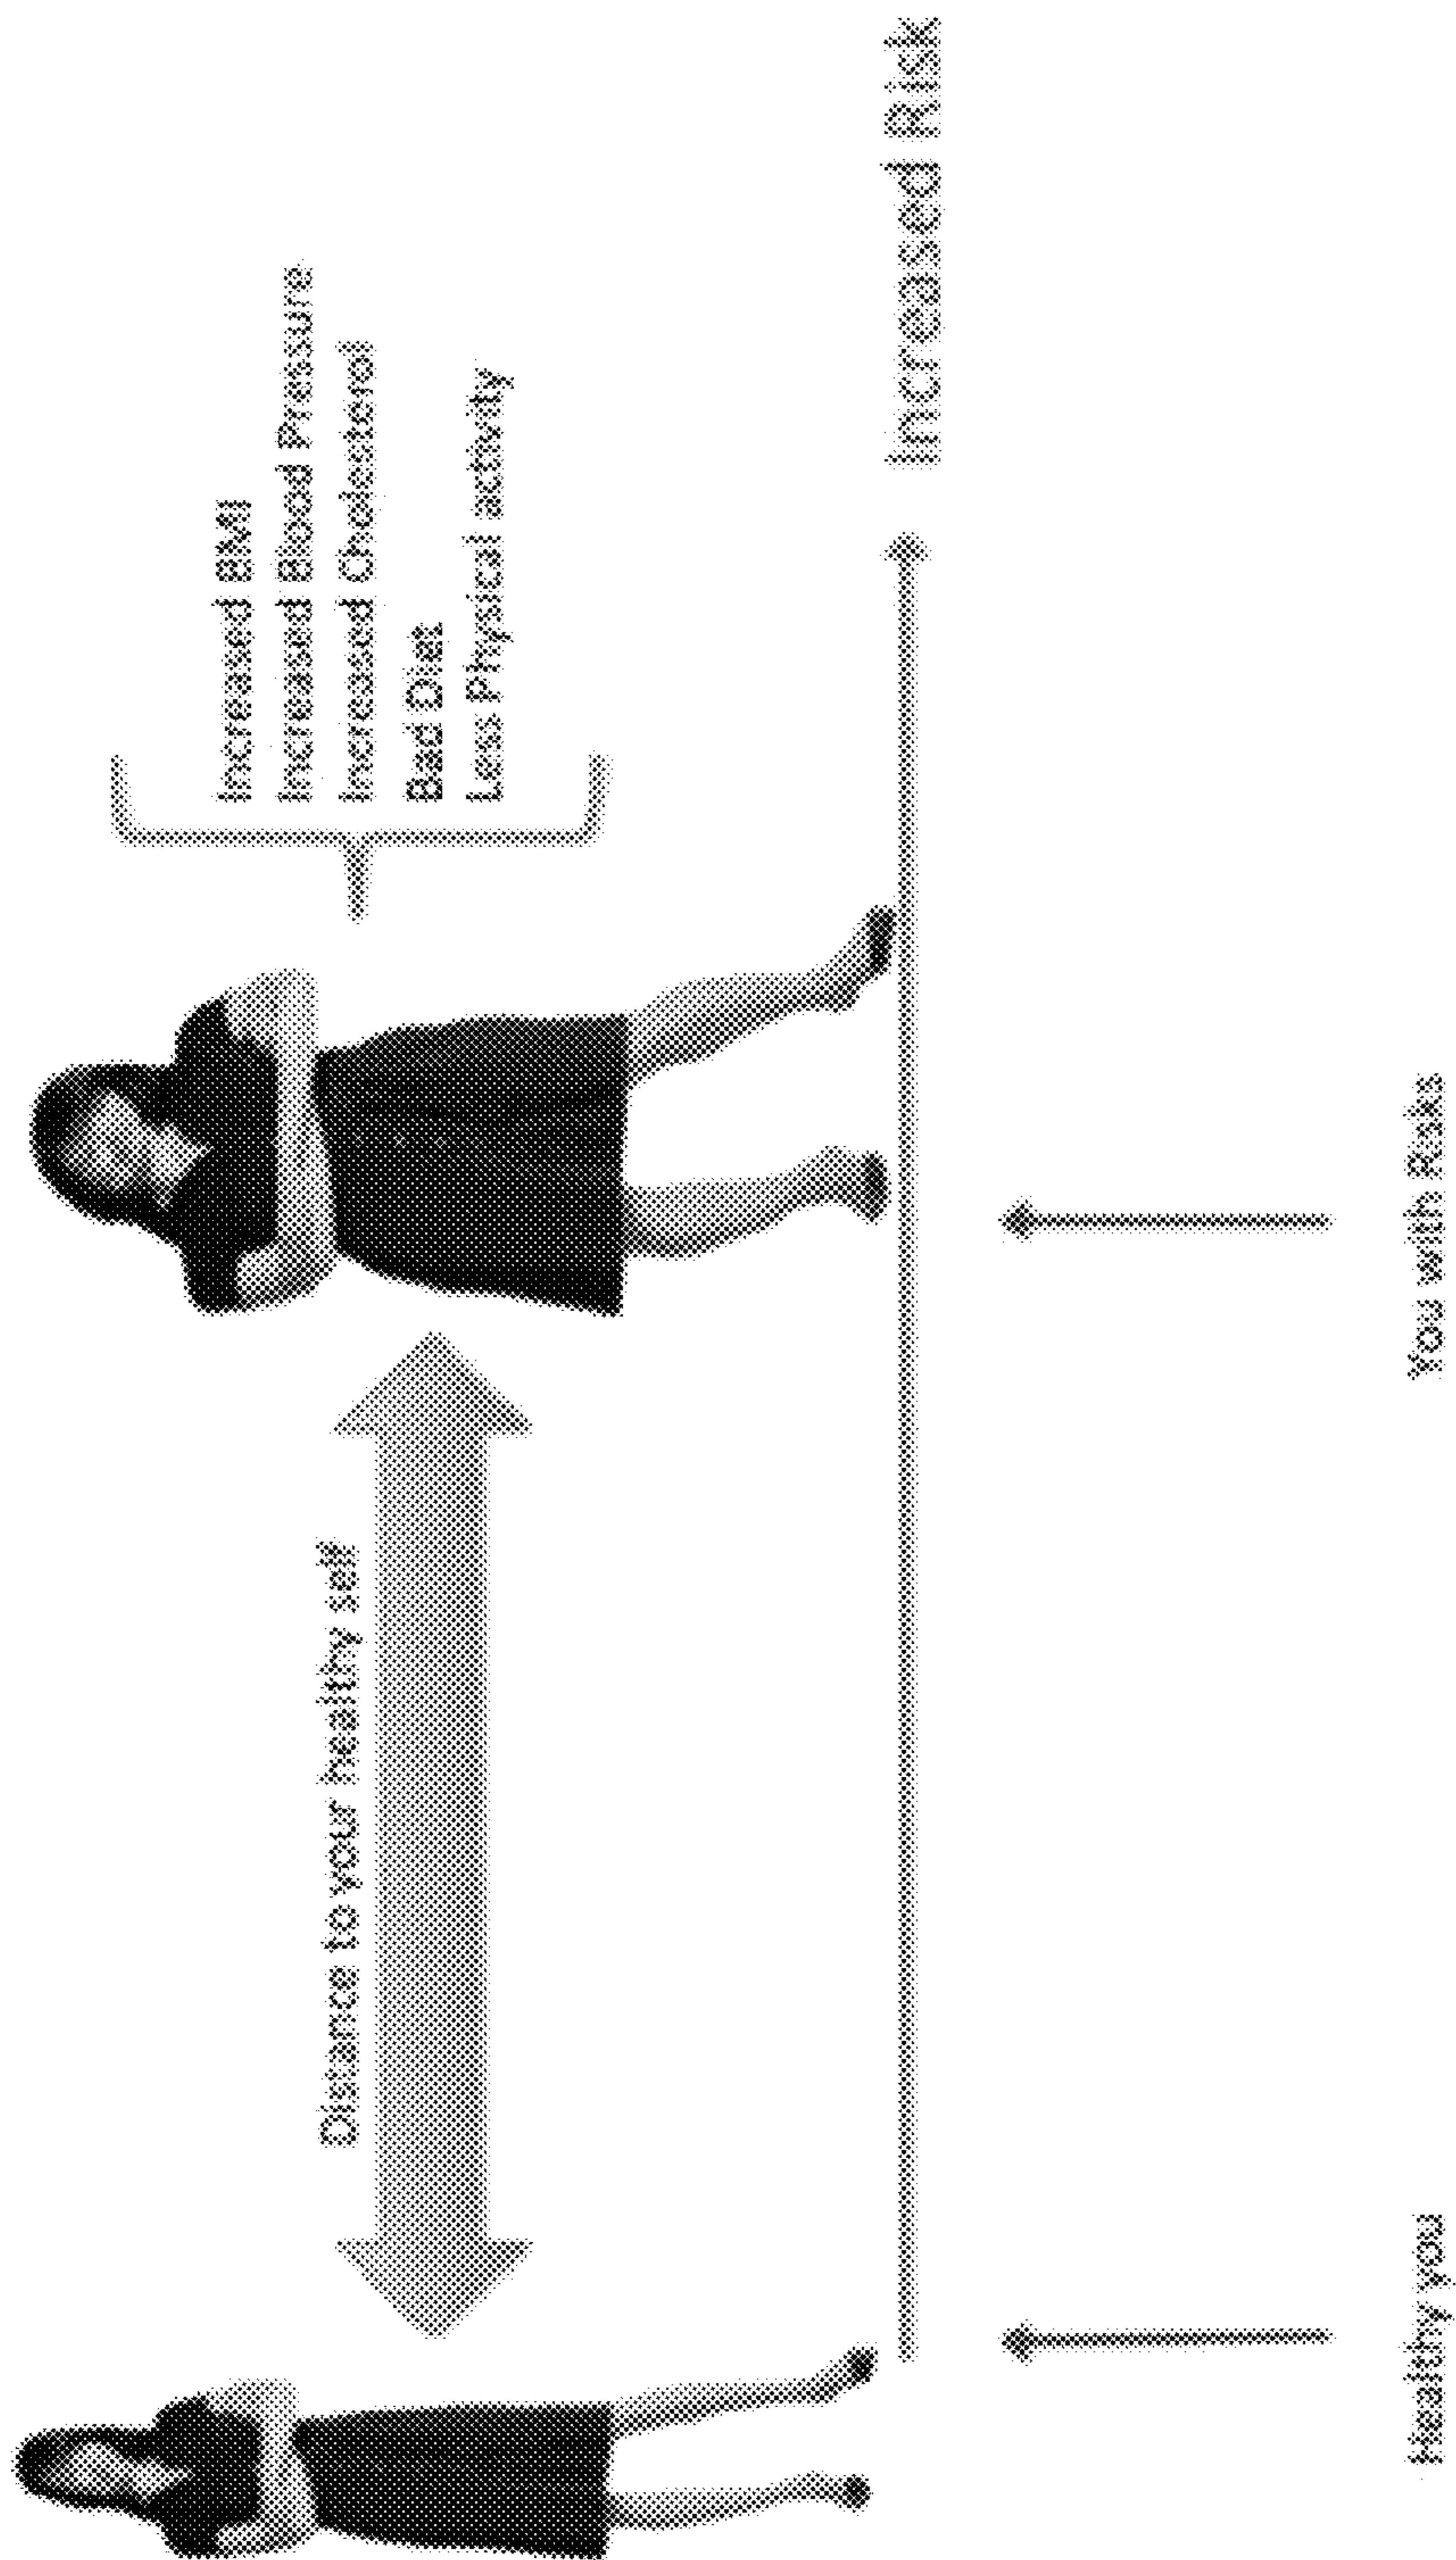 Increased BMI
Increased Blood Pressure
Increased Cholesterol
Bad Diet
Less Physical activity
Distance to your healthy self
Increased Risk
Healthy you
You with Risks